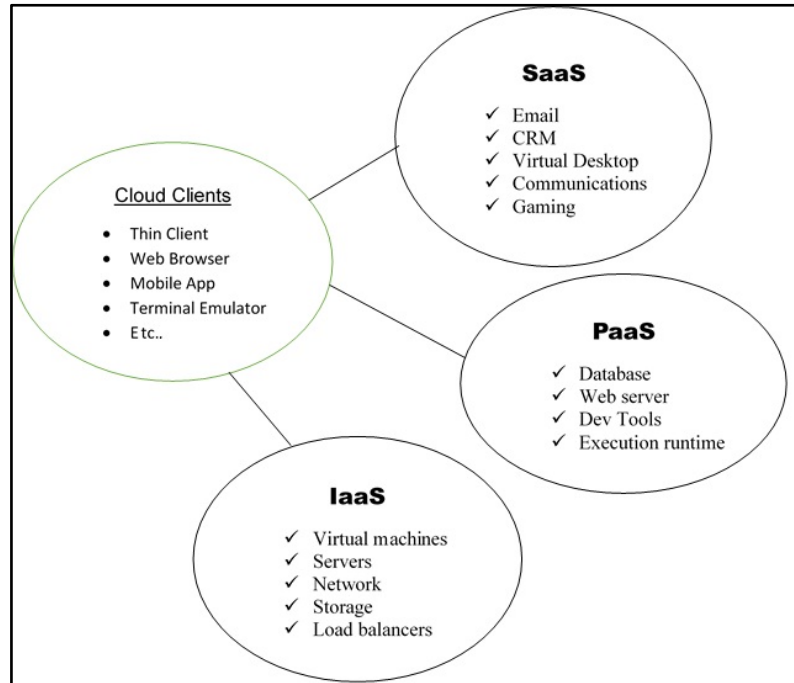 SaaS
✓ Email
✓ CRM
✓ Virtual Desktop
✓ Communications
✓ Gaming
Cloud Clients
• Thin Client
• Web Browser
• Mobile App
• Terminal Emulator
• Etc..
PaaS
✓ Database
✓ Web server
✓ Dev Tools
✓ Execution runtime
IaaS
✓ Virtual machines
✓ Servers
✓ Network
✓ Storage
✓ Load balancers